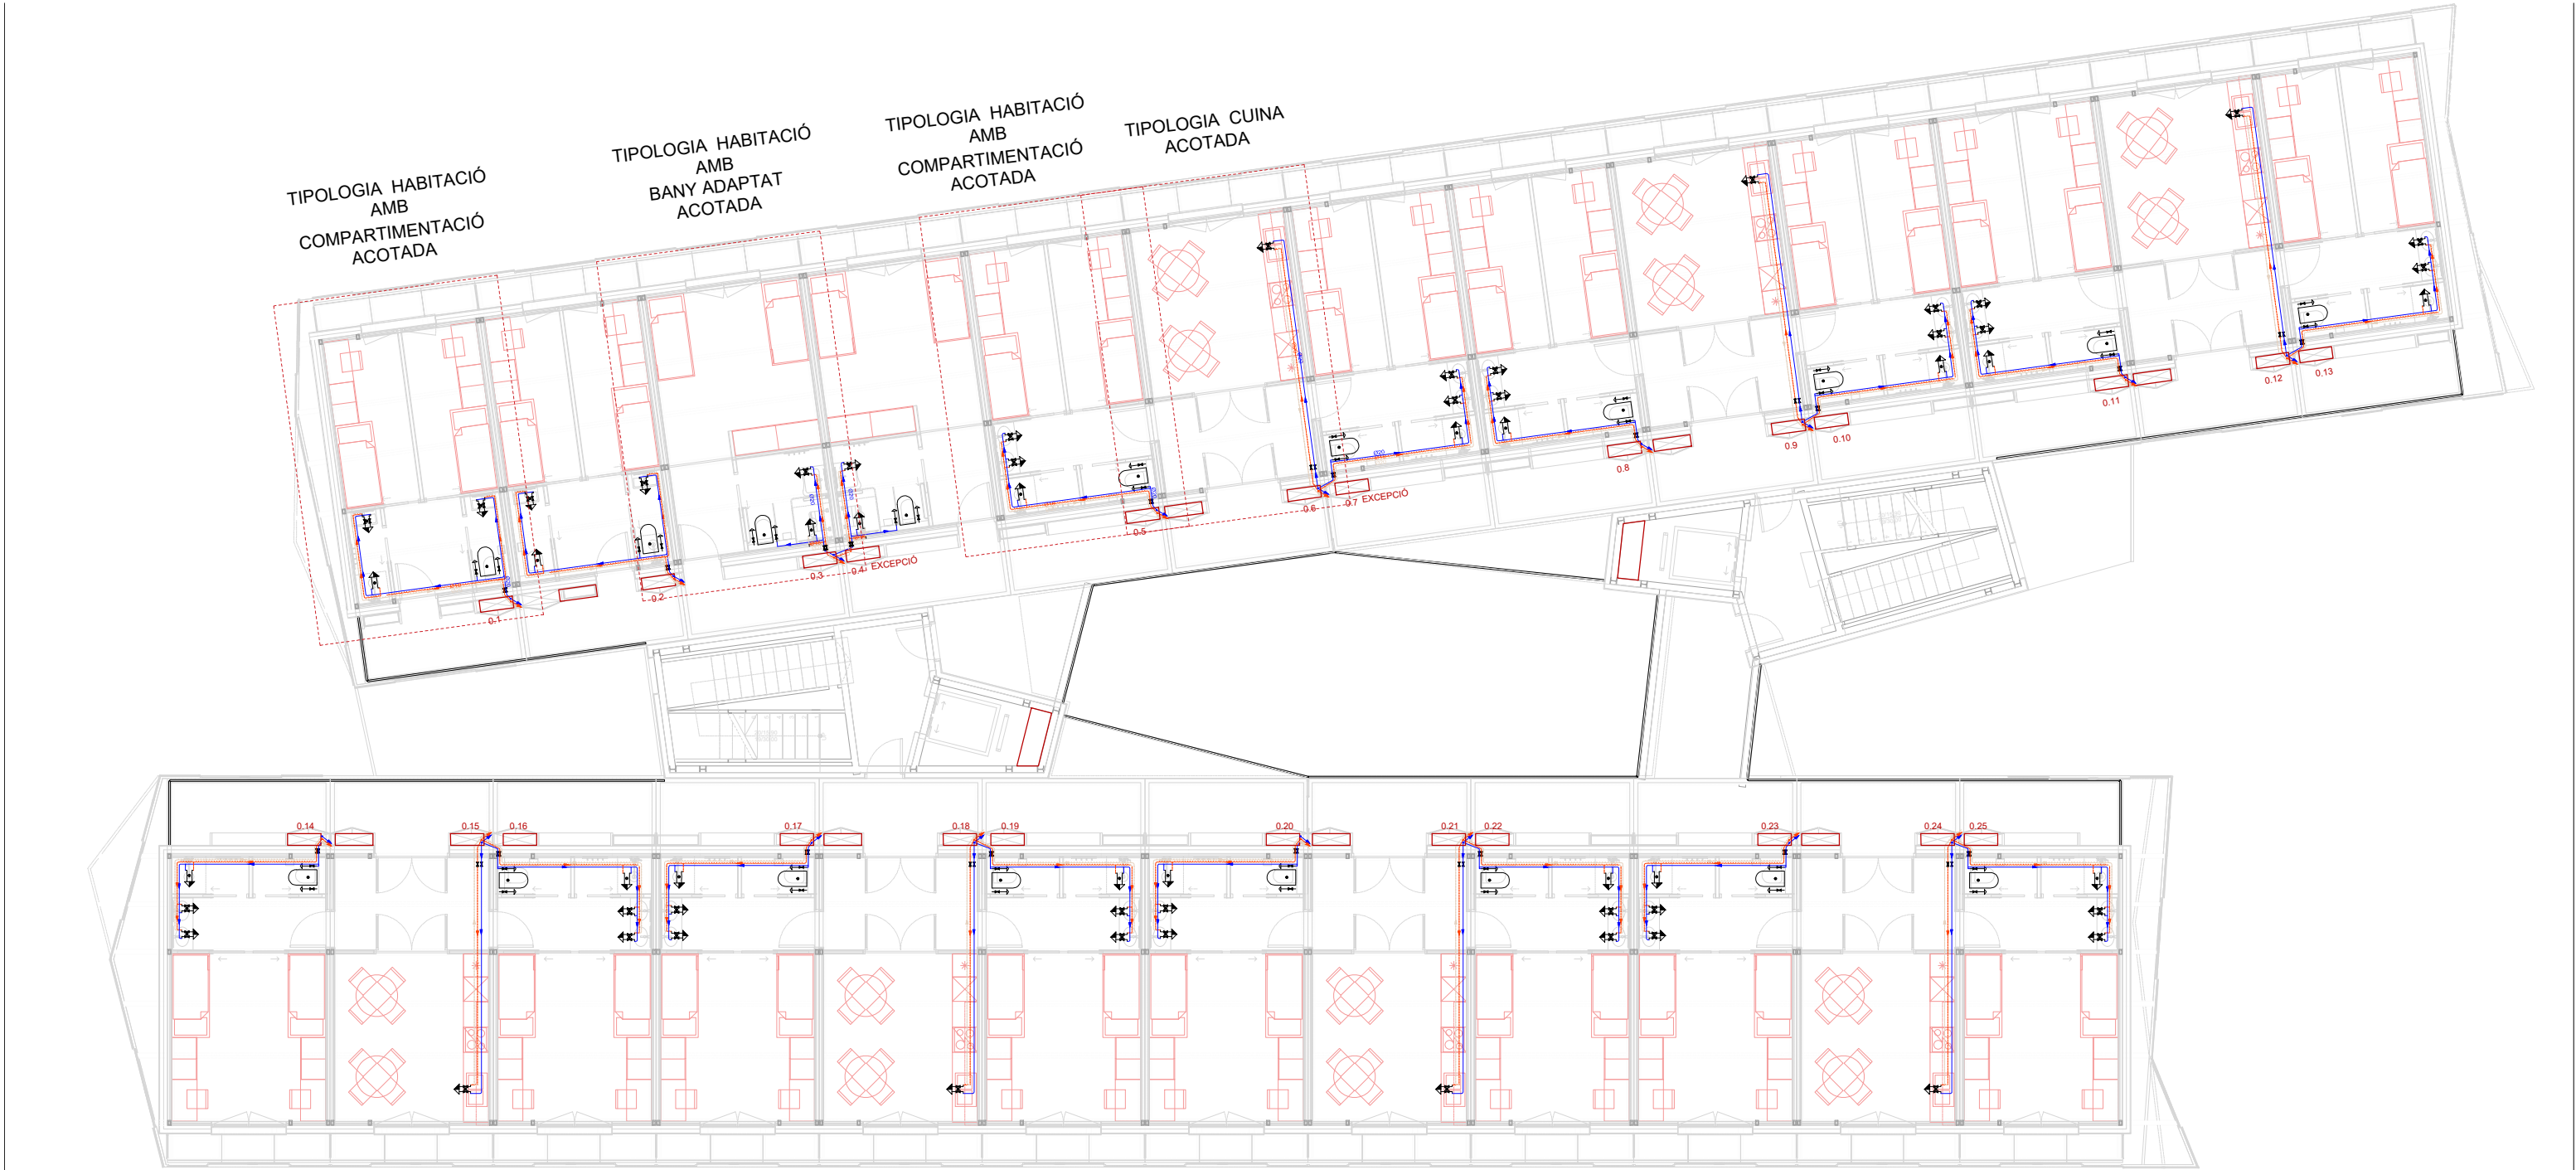 TIPOLOGIA HABITACIÓ
AMB
COMPARTIMENTACIÓ
ACOTADA
TIPOLOGIA HABITACIÓ
AMB
BANY ADAPTAT
ACOTADA
TIPOLOGIA HABITACIÓ
AMB
COMPARTIMENTACIÓ
ACOTADA
TIPOLOGIA CUINA
ACOTADA
0.1
0.2
0.3
0.4 EXCEPCIÓ
0.5
0.6
0.7 EXCEPCIÓ
0.8
0.9
0.10
0.11
0.12
0.13
Ø20
Ø20
Ø20
0.14
0.15
0.16
0.17
0.18
0.19
0.20
0.21
0.22
0.23
0.24
0.25